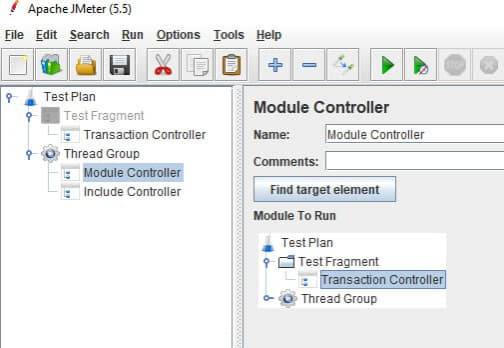 Apache JMeter (5.5)
File Edit Search Run Options Tools Help
STOP
Test Plan
Test Fragment
Transaction Controller
Thread Group
Module Controller
Include Controller
Module Controller
Name: Module Controller
Comments:
Find target element
Module To Run
Test Plan
Test Fragment
Transaction Controller
Thread Group